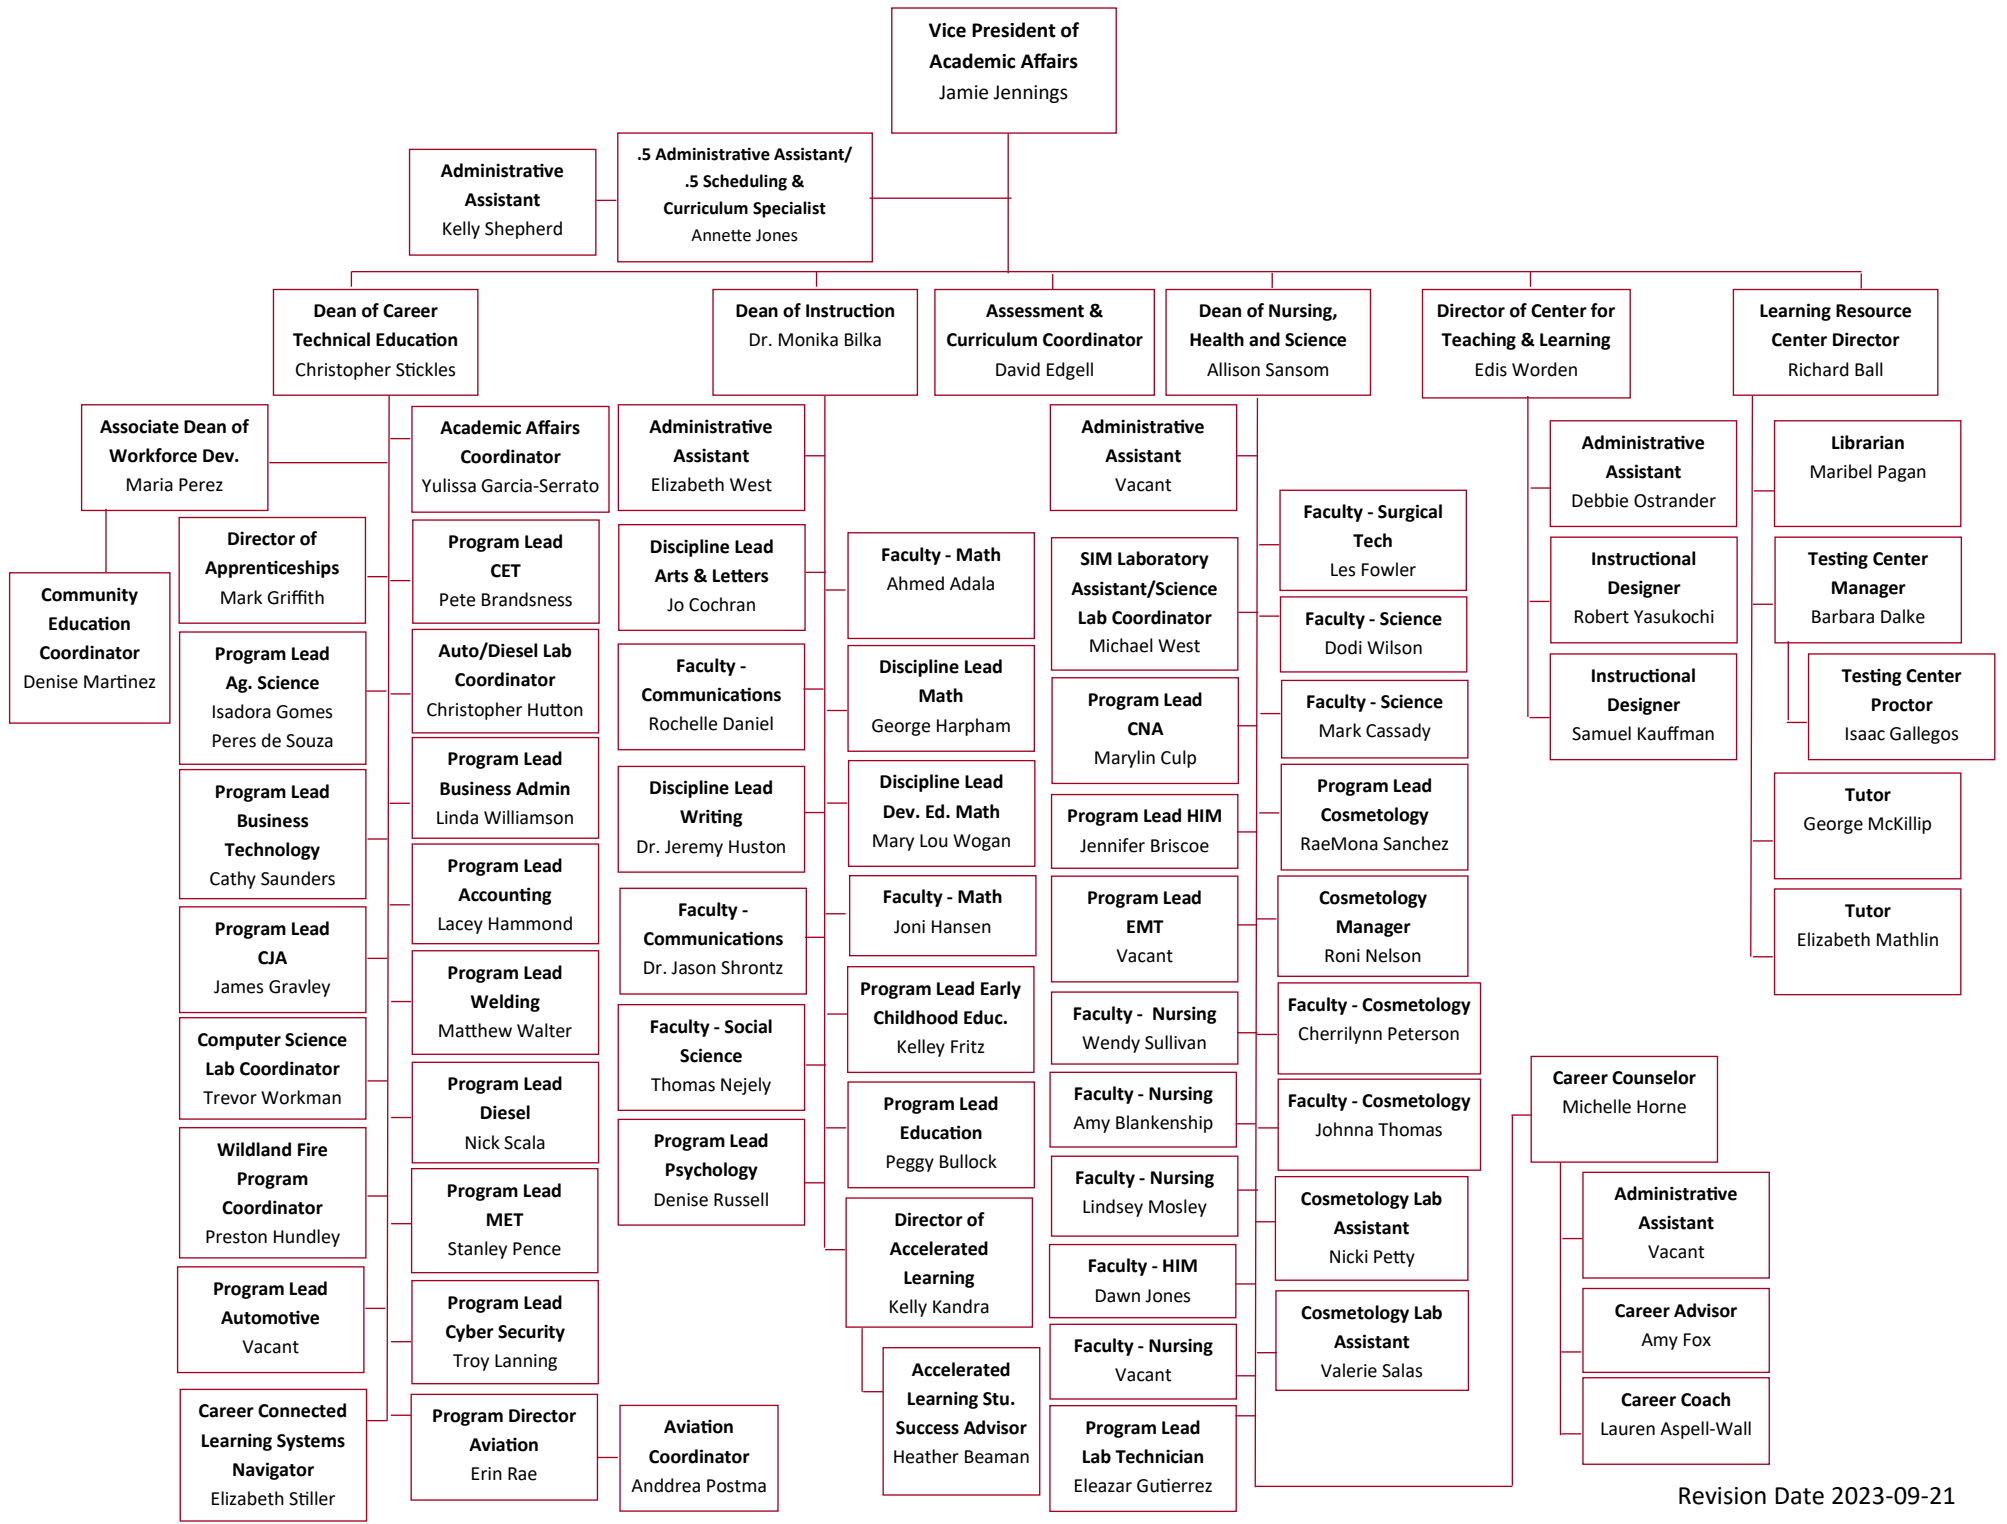 Vice President of
Academic Affairs
Jamie Jennings
Administrative
Assistant
Kelly Shepherd
.5 Administrative Assistant/
.5 Scheduling &
Curriculum Specialist
Annette Jones
Dean of Career
Technical Education
Christopher Stickles
Dean of Instruction
Dr. Monika Bilka
Assessment &
Curriculum Coordinator
David Edgell
Dean of Nursing,
Health and Science
Allison Sansom
Director of Center for
Teaching & Learning
Edis Worden
Learning Resource
Center Director
Richard Ball
Associate Dean of
Workforce Dev.
Maria Perez
Community
Education
Coordinator
Denise Martinez
Director of
Apprenticeships
Mark Griffith
Program Lead
Ag. Science
Isadora Gomes
Peres de Souza
Program Lead
Business
Technology
Cathy Saunders
Program Lead
CJA
James Gravley
Computer Science
Lab Coordinator
Trevor Workman
Wildland Fire
Program
Coordinator
Preston Hundley
Program Lead
Automotive
Vacant
Career Connected
Learning Systems
Navigator
Elizabeth Stiller
Academic Affairs
Coordinator
Yulissa Garcia-Serrato
Program Lead
CET
Pete Brandsness
Auto/Diesel Lab
Coordinator
Christopher Hutton
Program Lead
Business Admin
Linda Williamson
Program Lead
Accounting
Lacey Hammond
Program Lead
Welding
Matthew Walter
Program Lead
Diesel
Nick Scala
Program Lead
MET
Stanley Pence
Program Lead
Cyber Security
Troy Lanning
Program Director
Aviation
Erin Rae
Aviation
Coordinator
Anddrea Postma
Administrative
Assistant
Elizabeth West
Discipline Lead
Arts & Letters
Jo Cochran
Faculty -
Communications
Rochelle Daniel
Discipline Lead
Writing
Dr. Jeremy Huston
Faculty -
Communications
Dr. Jason Shrontz
Faculty - Social
Science
Thomas Nejely
Program Lead
Psychology
Denise Russell
Faculty - Math
Ahmed Adala
Discipline Lead
Math
George Harpham
Discipline Lead
Dev. Ed. Math
Mary Lou Wogan
Faculty - Math
Joni Hansen
Program Lead Early
Childhood Educ.
Kelley Fritz
Program Lead
Education
Peggy Bullock
Director of
Accelerated
Learning
Kelly Kandra
Accelerated
Learning Stu.
Success Advisor
Heather Beaman
Administrative
Assistant
Vacant
SIM Laboratory
Assistant/Science
Lab Coordinator
Michael West
Program Lead
CNA
Marylin Culp
Program Lead HIM
Jennifer Briscoe
Program Lead
EMT
Vacant
Faculty - Nursing
Wendy Sullivan
Faculty - Nursing
Amy Blankenship
Faculty - Nursing
Lindsey Mosley
Faculty - HIM
Dawn Jones
Faculty - Nursing
Vacant
Program Lead
Lab Technician
Eleazar Gutierrez
Faculty - Surgical
Tech
Les Fowler
Faculty - Science
Dodi Wilson
Faculty - Science
Mark Cassady
Program Lead
Cosmetology
RaeMona Sanchez
Cosmetology
Manager
Roni Nelson
Faculty - Cosmetology
Cherrilynn Peterson
Faculty - Cosmetology
Johnna Thomas
Cosmetology Lab
Assistant
Nicki Petty
Cosmetology Lab
Assistant
Valerie Salas
Administrative
Assistant
Debbie Ostrander
Instructional
Designer
Robert Yasukochi
Instructional
Designer
Samuel Kauffman
Librarian
Maribel Pagan
Testing Center
Manager
Barbara Dalke
Testing Center
Proctor
Isaac Gallegos
Tutor
George McKillip
Tutor
Elizabeth Mathlin
Career Counselor
Michelle Horne
Administrative
Assistant
Vacant
Career Advisor
Amy Fox
Career Coach
Lauren Aspell-Wall
Revision Date 2023-09-21